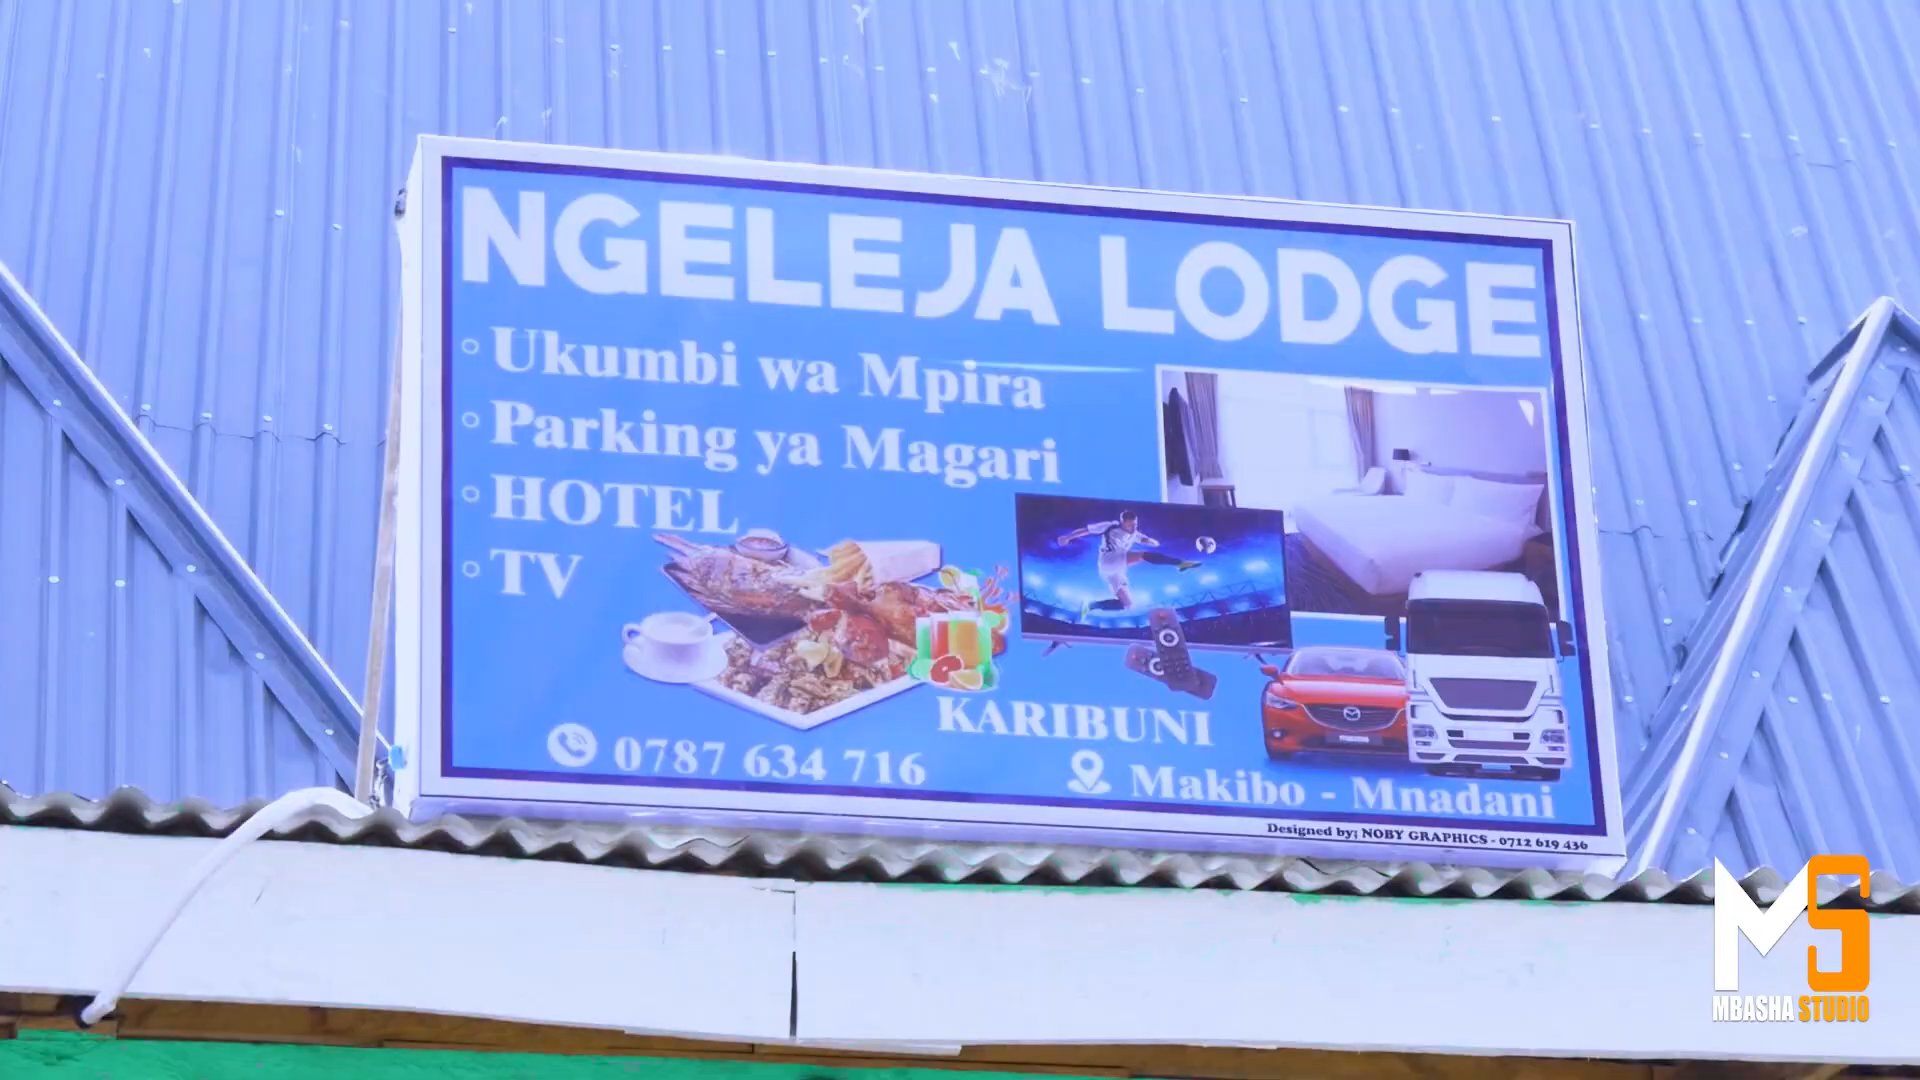 NGELEJA LODGE
◦ Ukumbi wa Mpira
◦ Parking ya Magari
◦ HOTEL
◦ TV
KARIBUNI
0787 634 716
Makibo - Mnadani
Designed by; NOBY GRAPHICS - 0712 619 436
MS
MBASHA STUDIO